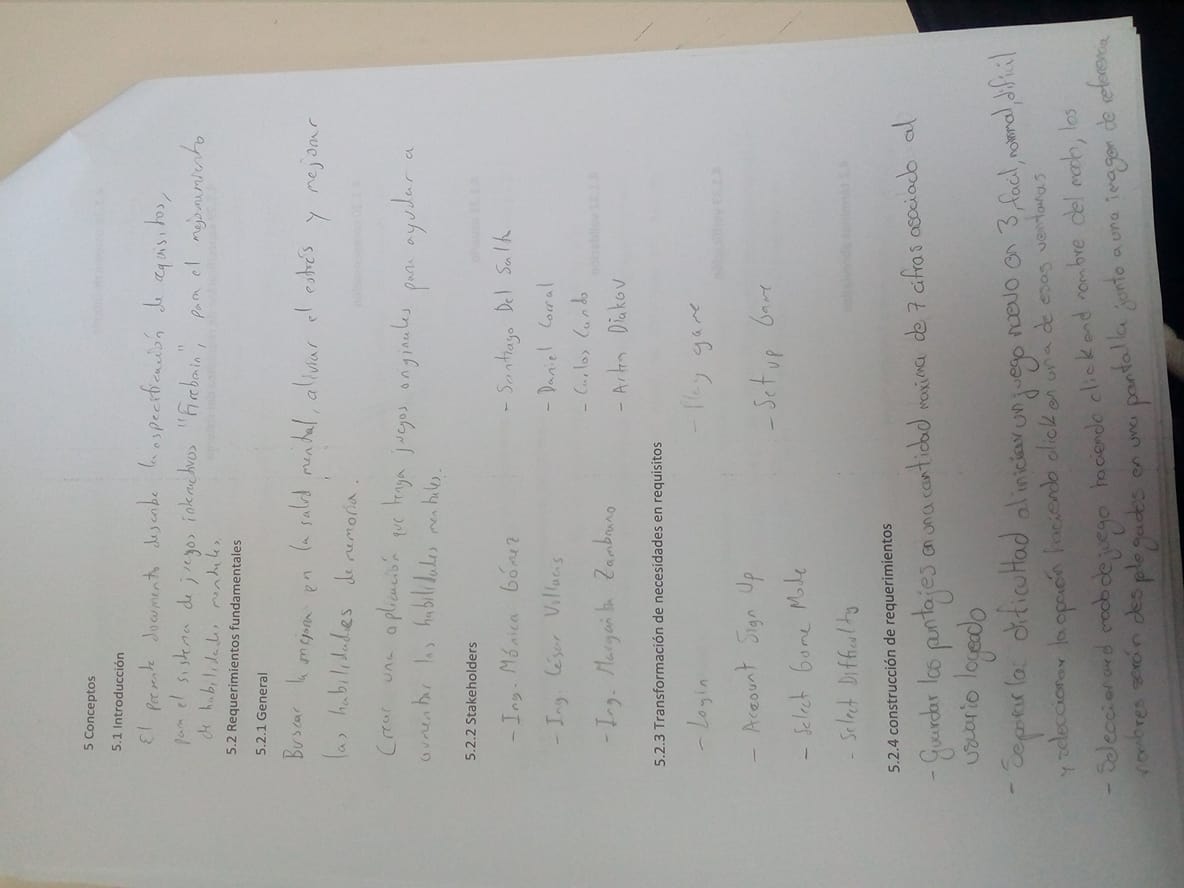 5 Conceptos
5.1 Introducción
El presente documento describe la especificación de requisitos,
para el sistema de juegos interactivos "Firebain", para el mejoramiento
de habilidades mentales.
5.2 Requerimientos fundamentales
5.2.1 General
Buscar la mejora en la salud mental, aliviar el estrés y mejorar
las habilidades de memoria.
Crear una aplicación que tenga juegos originales para ayudar a
aumentar las habilidades mentales.
5.2.2 Stakeholders
- Ing. Mónica Gómez - Santiago Del Salto
- Ing. César Villacis - Daniel Corral
- Carlos
- Ing. Margarita Zambrano - Diakov
5.2.3 Transformación de necesidades en requisitos
- Login - Play game
- Account Sign Up - Set up Game
- Select Game Mode
- Select Difficulty
5.2.4 construcción de requerimientos
- Guardar los puntajes en una cantidad maxima de 7 cifras asociado al
usuario logeado
- Separar la dificultad al iniciar un juego nuevo en 3, facil, normal, dificil
y seleccionar la opción haciendo click en una de esas ventanas
- Seleccionar el modo de juego haciendo click en el nombre del modo, los
nombres serán desplegados en una pantalla junto a una imagen de referencia